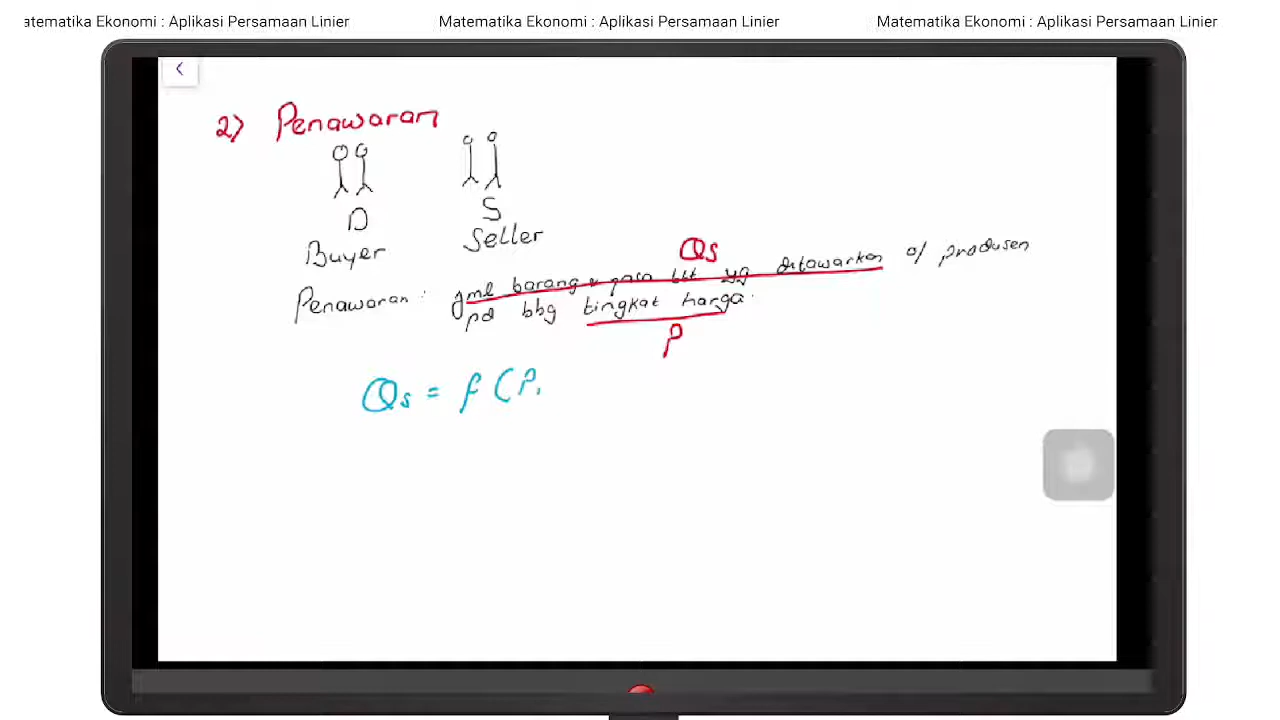 atematika Ekonomi : Aplikasi Persamaan Linier Matematika Ekonomi : Aplikasi Persamaan Linier Matematika Ekonomi : Aplikasi Persamaan Linier
2) Penawaran
D S
Buyer Seller
Qs
Penawaran : jml barang yg ditawarkan o/ produsen
pd bbg tingkat harga.
P
Qs = f (P,